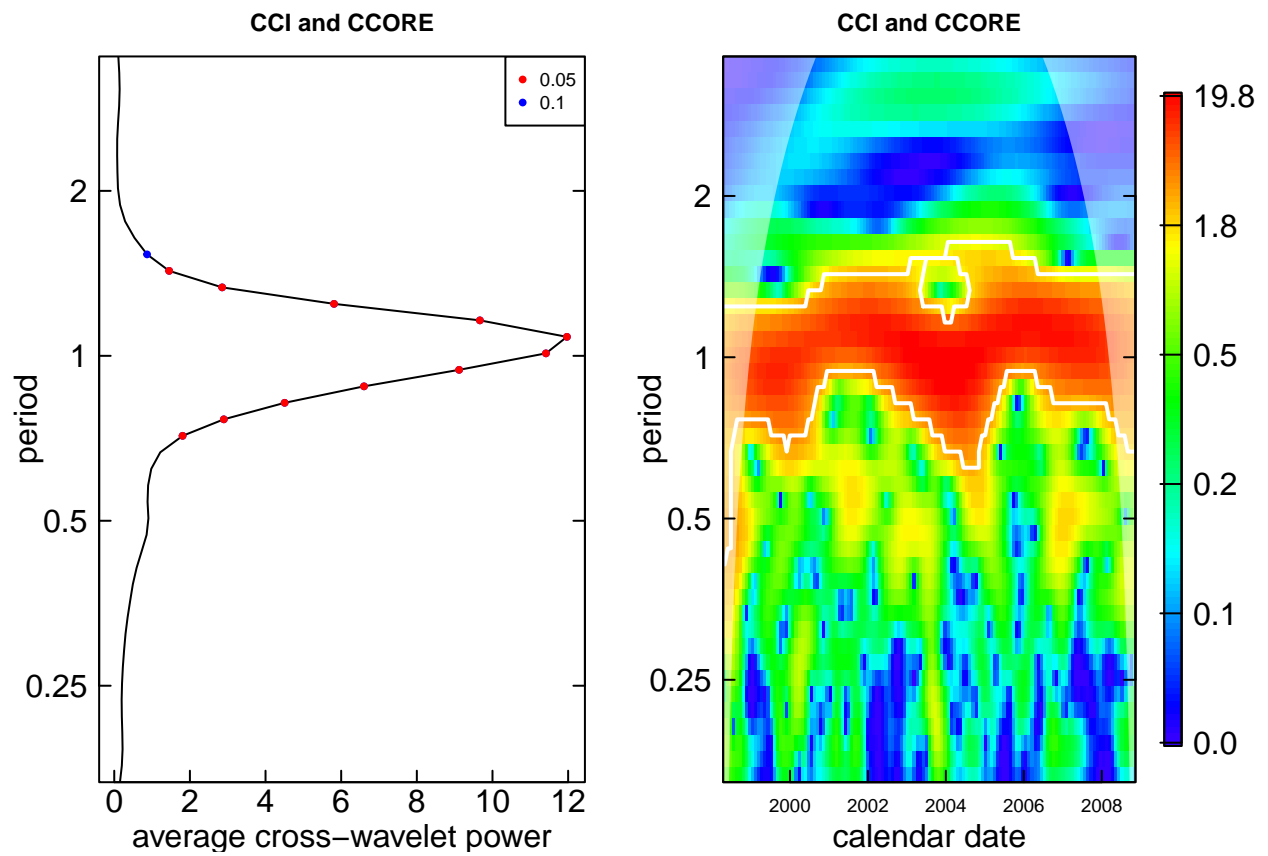 CCI and CCORE
0.05
0.1
2
1
0.5
0.25
period
0 2 4 6 8 10 12
average cross−wavelet power
CCI and CCORE
2
1
0.5
0.25
period
2000 2002 2004 2006 2008
calendar date
19.8
1.8
0.5
0.2
0.1
0.0